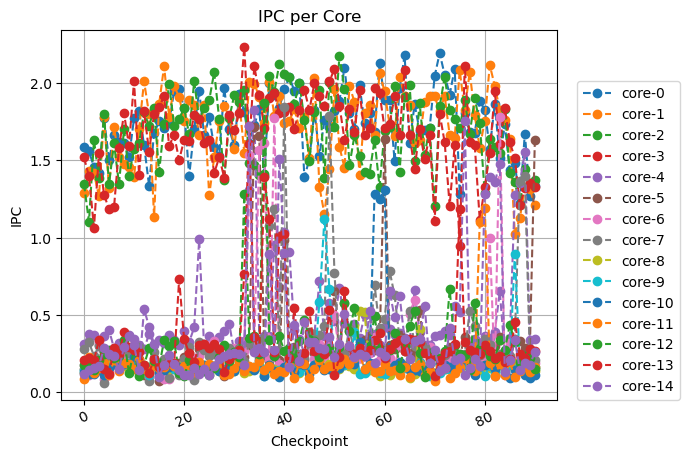 IPC per Core
IPC
2.0
1.5
1.0
0.5
0.0
0
20
40
60
80
Checkpoint
core-0
core-1
core-2
core-3
core-4
core-5
core-6
core-7
core-8
core-9
core-10
core-11
core-12
core-13
core-14